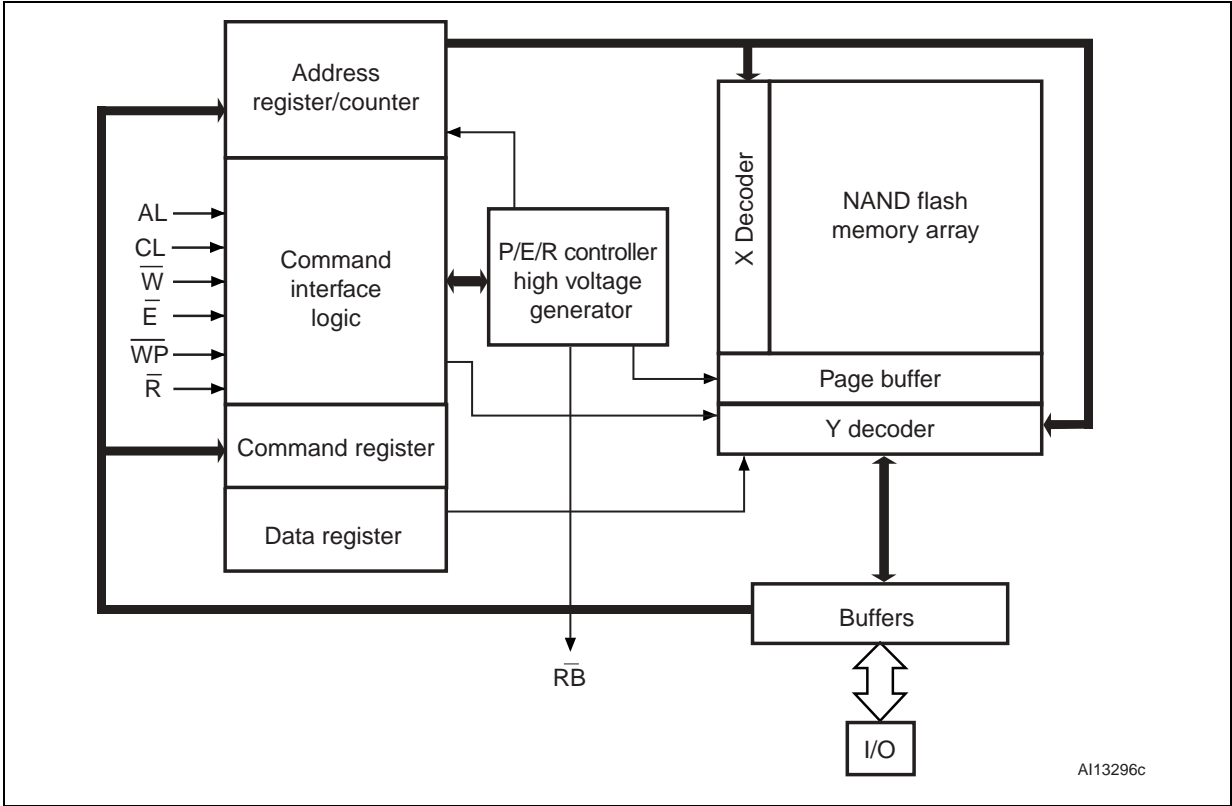 Address
register/counter
AL
CL
W̅
E̅
W̅P̅
R̅
Command
interface
logic
Command register
Data register
P/E/R controller
high voltage
generator
RB̅
X Decoder
NAND flash
memory array
Page buffer
Y decoder
Buffers
I/O
AI13296c